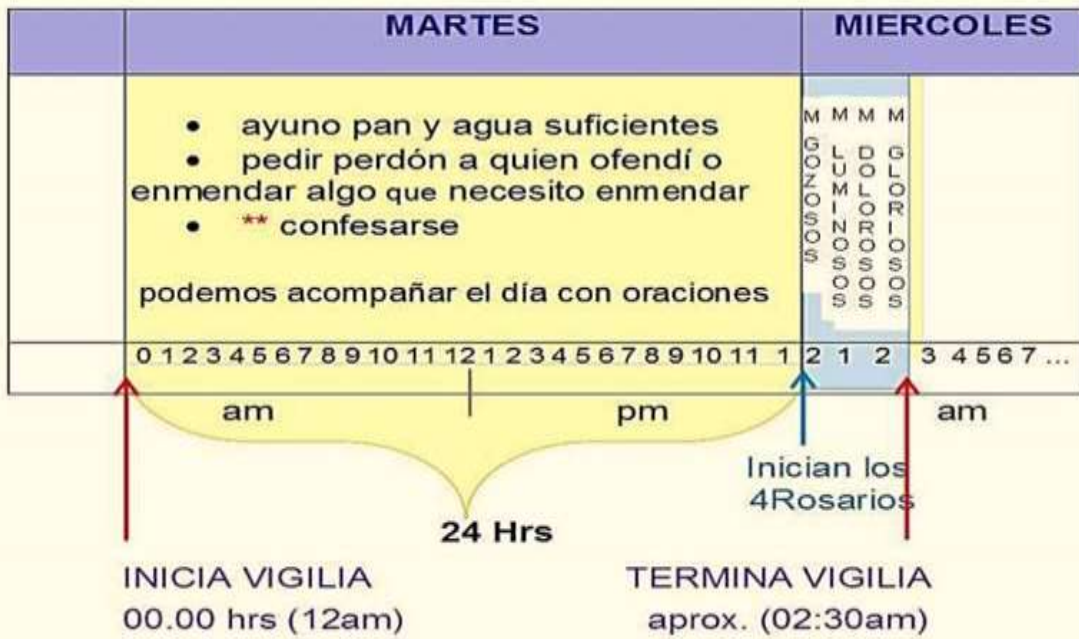 MARTES
MIERCOLES
• ayuno pan y agua suficientes
• pedir perdón a quien ofendí o
enmendar algo que necesito enmendar
• ** confesarse
podemos acompañar el día con oraciones
M GOZOSOS
M LUMINOSOS
M DOLOROSOS
M GLORIOSOS
0 1 2 3 4 5 6 7 8 9 10 11 12 1 2 3 4 5 6 7 8 9 10 11 1 2 1 2 3 4 5 6 7 ...
am
pm
am
Inician los
4Rosarios
24 Hrs
INICIA VIGILIA
00.00 hrs (12am)
TERMINA VIGILIA
aprox. (02:30am)